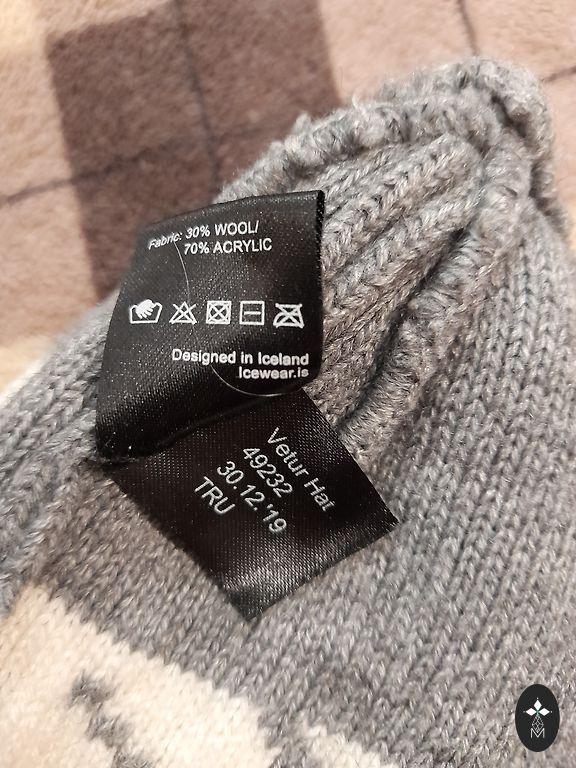 Fabric: 30% WOOL/
70% ACRYLIC
Designed in Iceland
Icewear.is
Vetur Hat
49232
30.12.'19
TRU
M